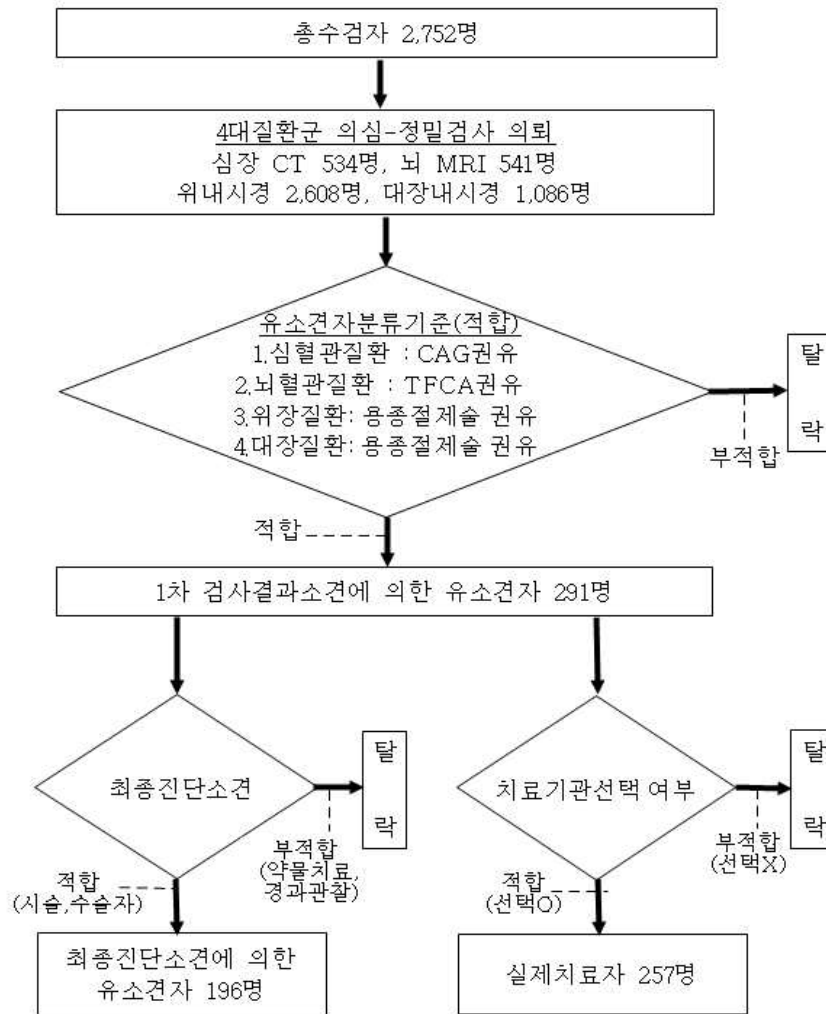 총수검자 2,752명
4대질환군 의심-정밀검사 의뢰
심장 CT 534명, 뇌 MRI 541명
위내시경 2,608명, 대장내시경 1,086명
유소견자분류기준(적합)
1.심혈관질환 : CAG권유
2.뇌혈관질환 : TFCA권유
3.위장질환: 용종절제술 권유
4.대장질환: 용종절제술 권유
탈
락
부적합
적합
1차 검사결과소견에 의한 유소견자 291명
최종진단소견
탈
락
부적합
(약물치료,
경과관찰)
적합
(시술,수술자)
최종진단소견에 의한
유소견자 196명
치료기관선택 여부
탈
락
부적합
(선택X)
적합
(선택O)
실제치료자 257명